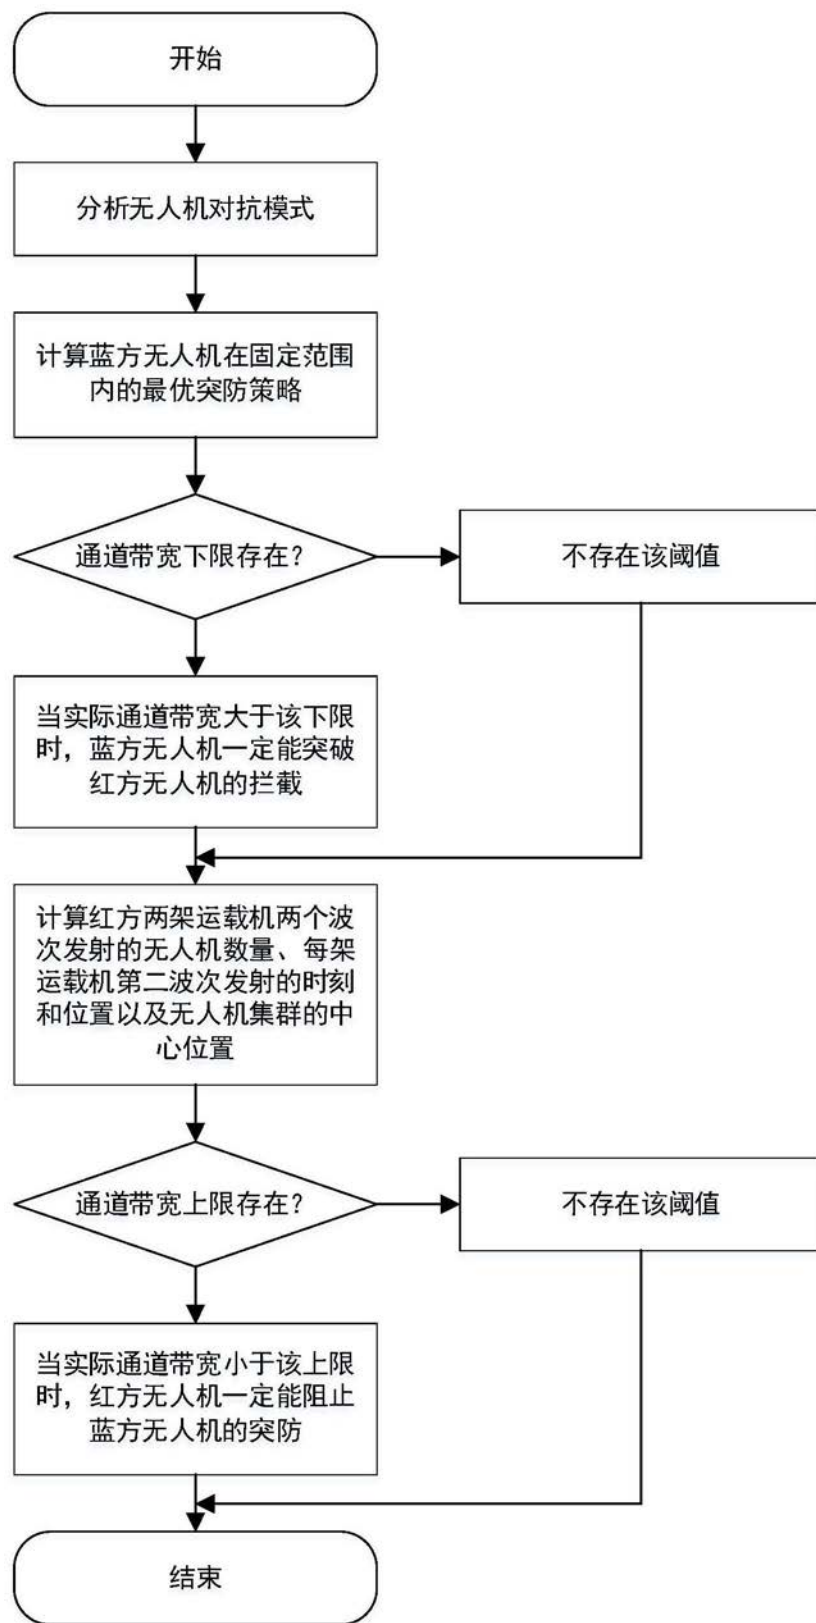 开始
分析无人机对抗模式
计算蓝方无人机在固定范围
内的最优突防策略
通道带宽下限存在?
不存在该阈值
当实际通道带宽大于该下限
时，蓝方无人机一定能突破
红方无人机的拦截
计算红方两架运载机两个波
次发射的无人机数量、每架
运载机第二波次发射的时刻
和位置以及无人机集群的中
心位置
通道带宽上限存在?
不存在该阈值
当实际通道带宽小于该上限
时，红方无人机一定能阻止
蓝方无人机的突防
结束